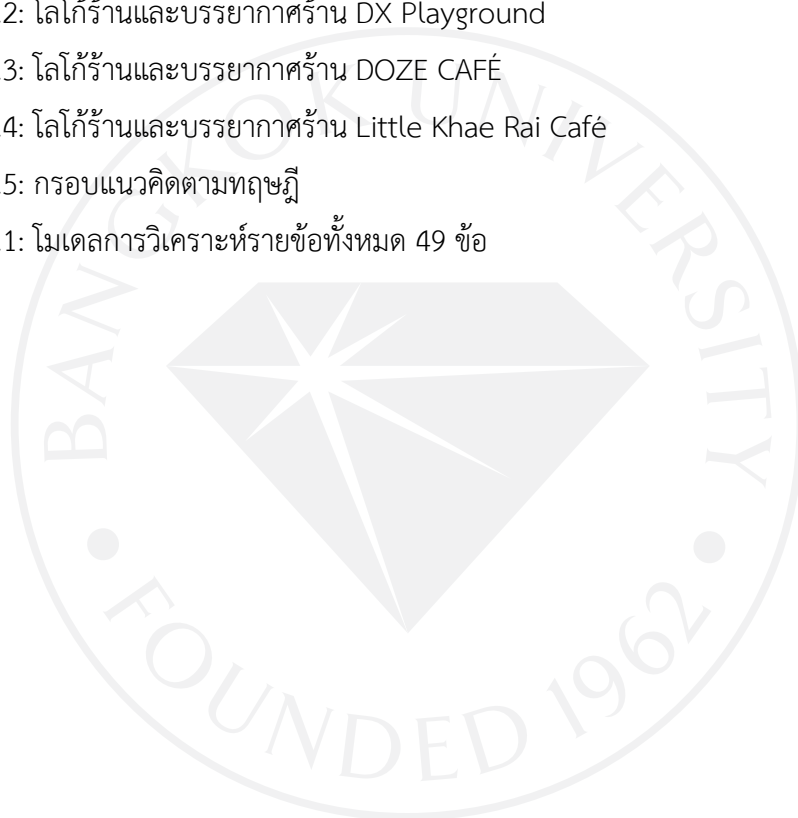 .2: โลโก้ร้านและบรรยากาศร้าน DX Playground
.3: โลโก้ร้านและบรรยากาศร้าน DOZE CAFÉ
.4: โลโก้ร้านและบรรยากาศร้าน Little Khae Rai Café
.5: กรอบแนวคิดตามทฤษฎี
.1: โมเดลการวิเคราะห์รายข้อทั้งหมด 49 ข้อ
BANGKOK UNIVERSITY
FOUNDED 1962